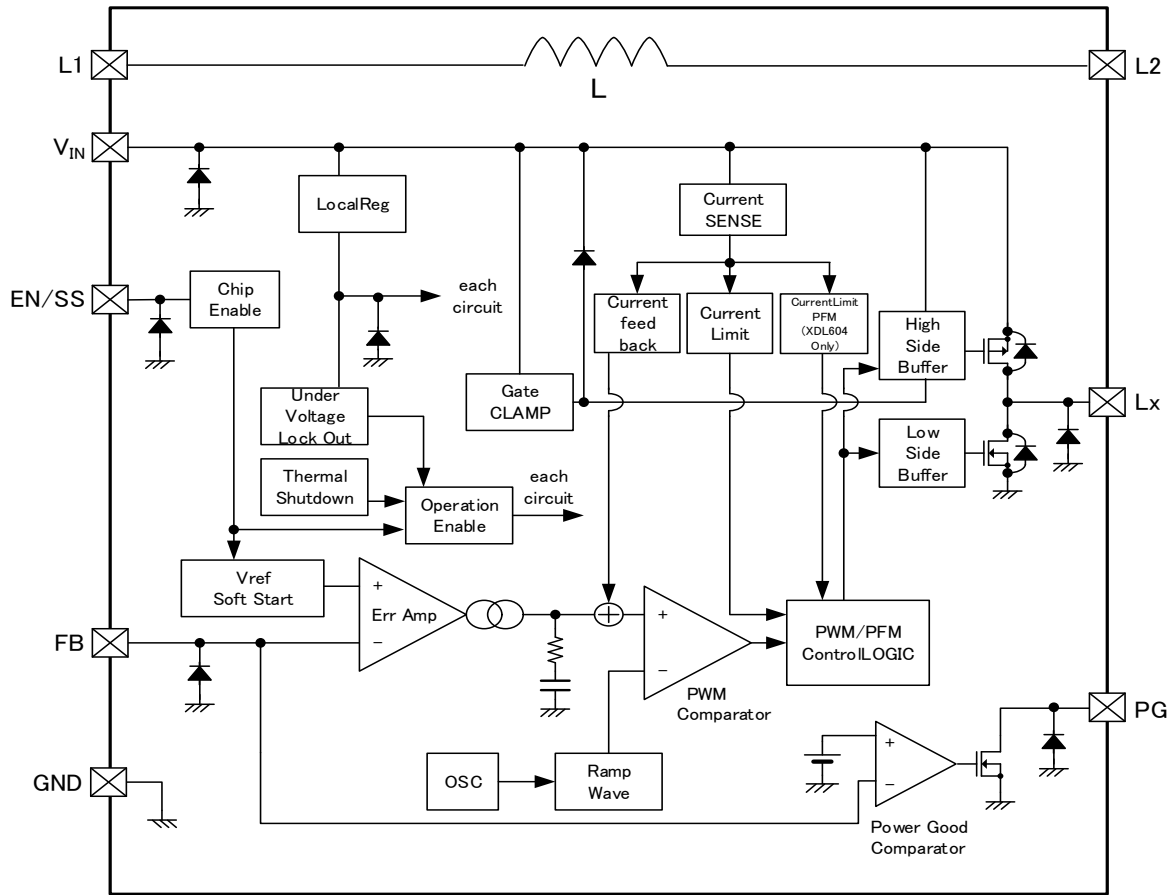 L1
L2
L
VIN
LocalReg
Current
SENSE
EN/SS
Chip
Enable
each
circuit
Current
feed
back
Current
Limit
CurrentLimit
PFM
(XDL604
Only)
High
Side
Buffer
Under
Voltage
Lock Out
Gate
CLAMP
Lx
Low
Side
Buffer
Thermal
Shutdown
Operation
Enable
each
circuit
Vref
Soft Start
+
Err Amp
-
+
-
PWM
Comparator
PWM/PFM
ControlLOGIC
FB
PG
GND
OSC
Ramp
Wave
+
-
Power Good
Comparator